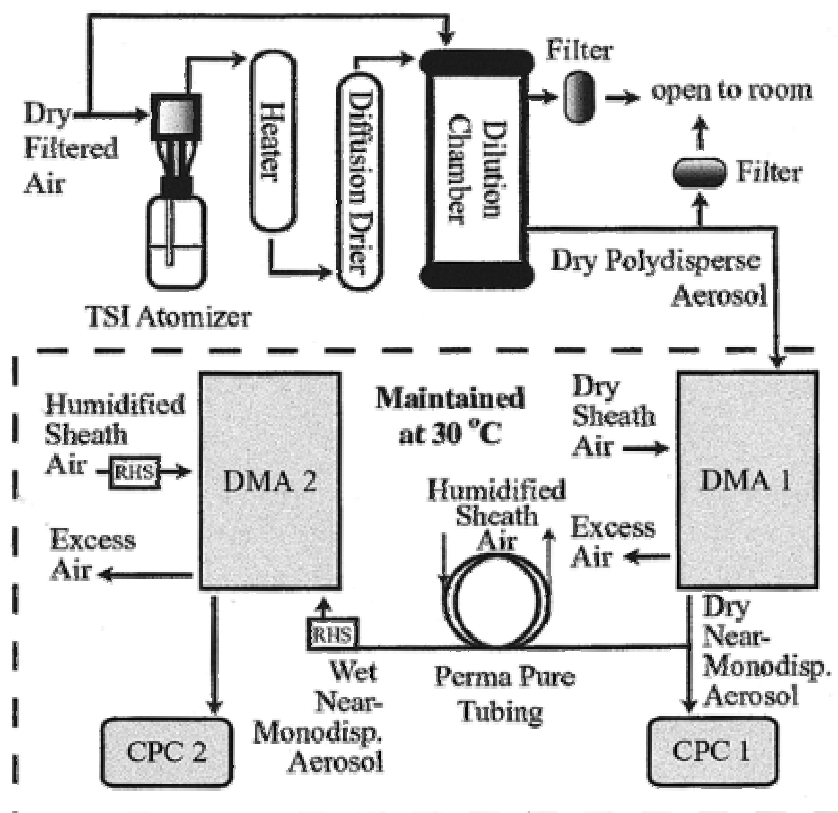 Dry
Filtered
Air
TSI Atomizer
Heater
Diffusion Drier
Dilution
Chamber
Filter
open to room
Filter
Dry Polydisperse
Aerosol
Maintained
at 30 °C
Humidified
Sheath
Air
RHS
DMA 2
Excess
Air
Humidified
Sheath
Air
Dry
Sheath
Air
DMA 1
Excess
Air
RHS
Wet
Near-
Monodisp.
Aerosol
Perma Pure
Tubing
Dry
Near-
Monodisp.
Aerosol
CPC 2
CPC 1